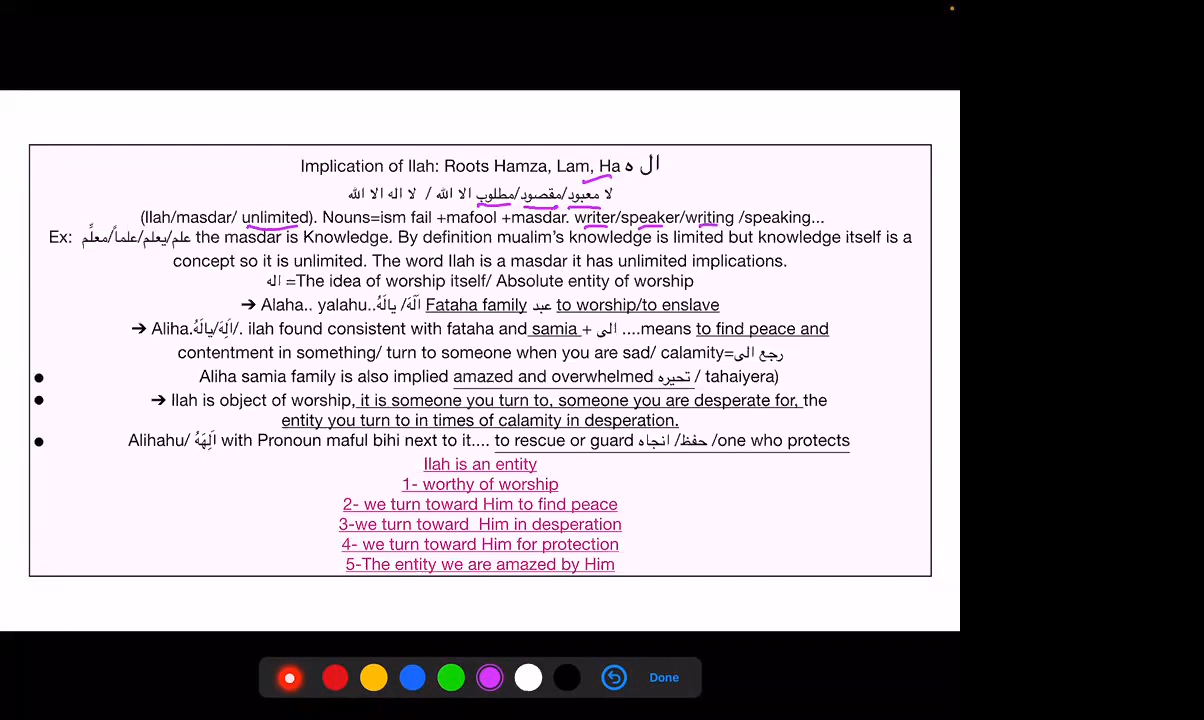 Implication of Ilah: Roots Hamza, Lam, Ha ال ه
لا معبود/مقصود/مطلوب الا الله / لا اله الا الله
(Ilah/masdar/ unlimited). Nouns=ism fail +mafool +masdar. writer/speaker/writing /speaking...
Ex: علم/يعلم/علماً/معلَّم the masdar is Knowledge. By definition mualim's knowledge is limited but knowledge itself is a
concept so it is unlimited. The word Ilah is a masdar it has unlimited implications.
اله =The idea of worship itself/ Absolute entity of worship
➔ Alaha.. yalahu..آلَهَ/ يالَهُ Fataha family عبد to worship/to enslave
➔ Aliha.اَلِهَ/يالَهُ/. ilah found consistent with fataha and samia + الى ....means to find peace and
contentment in something/ turn to someone when you are sad/ calamity=رجع الى
● Aliha samia family is also implied amazed and overwhelmed تحيره / tahaiyera)
● ➔ Ilah is object of worship, it is someone you turn to, someone you are desperate for, the
entity you turn to in times of calamity in desperation.
● Alihahu/ اَلِهَهُ with Pronoun maful bihi next to it.... to rescue or guard حفظ/ انجاه /one who protects
Ilah is an entity
1- worthy of worship
2- we turn toward Him to find peace
3-we turn toward Him in desperation
4- we turn toward Him for protection
5-The entity we are amazed by Him
Done